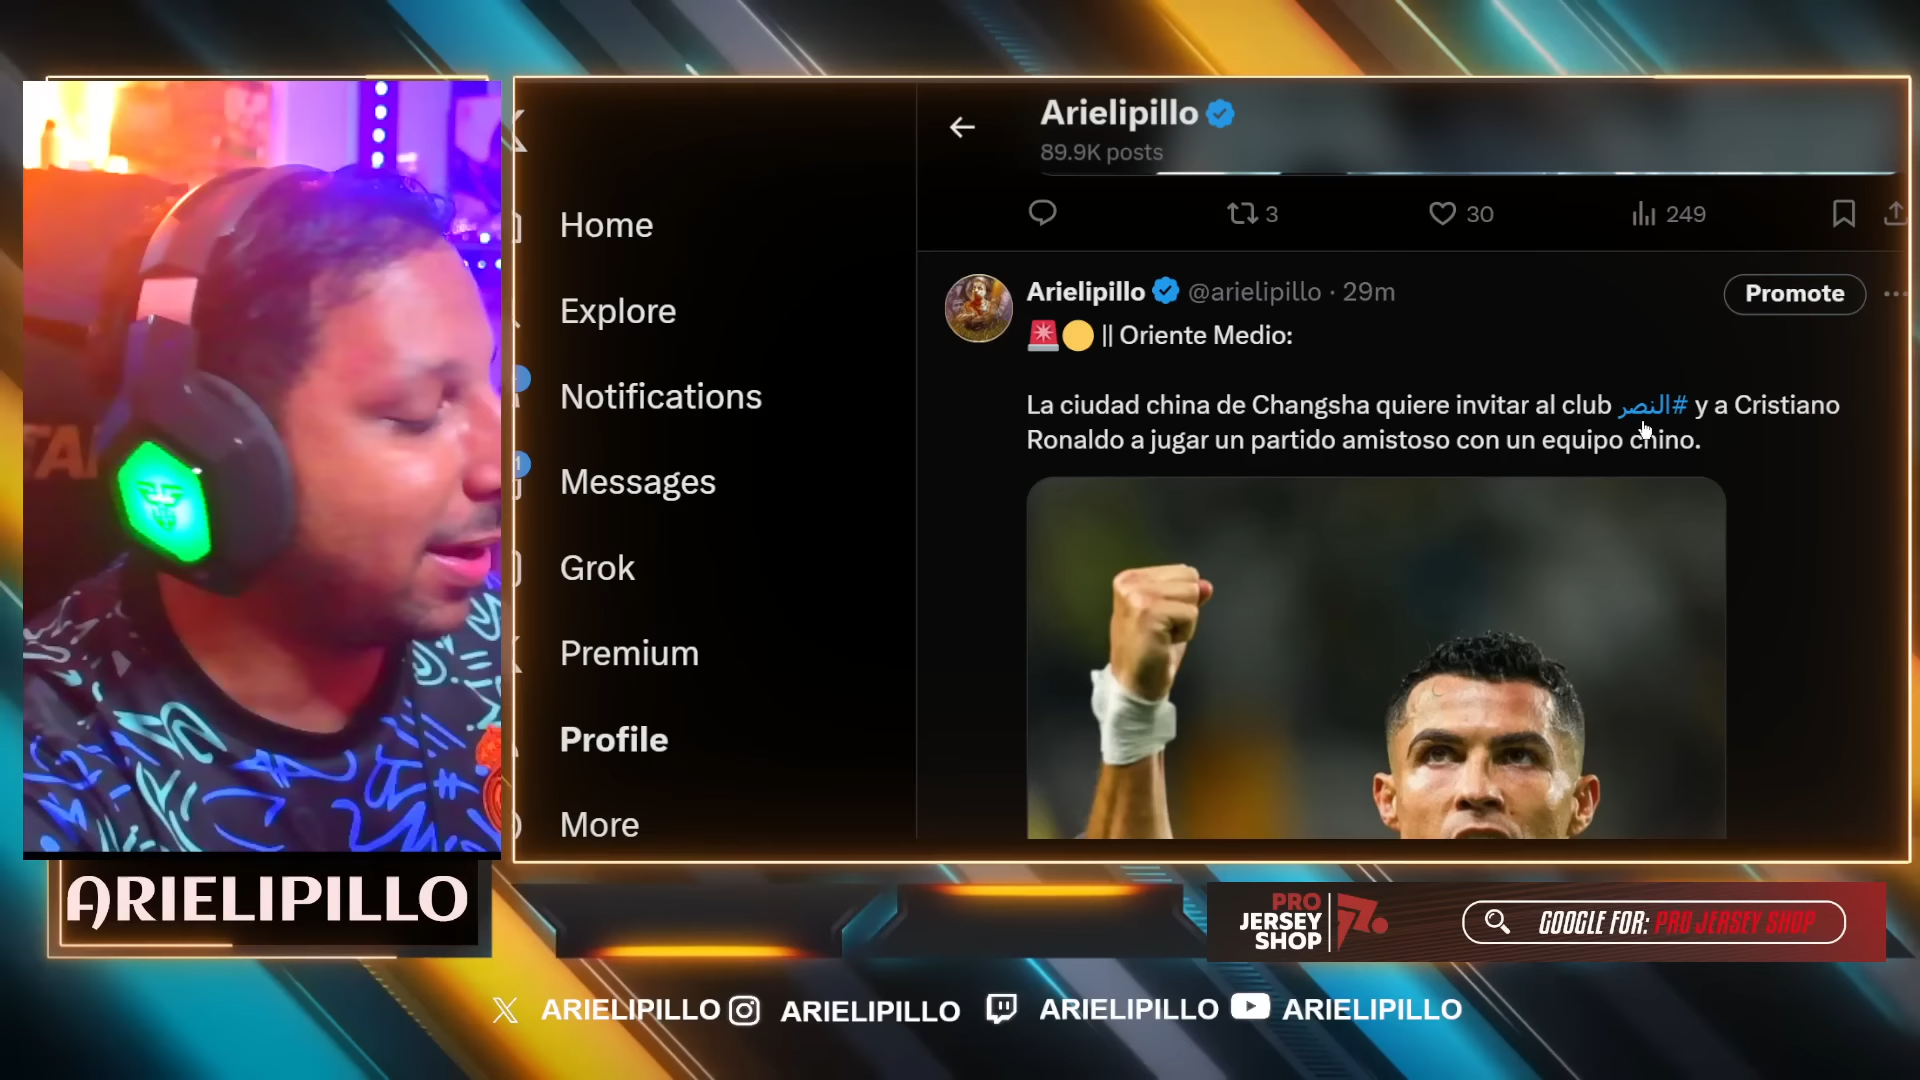 Arielipillo
89.9K posts
3
30
249
Home
Explore
Notifications
Messages
1
Grok
Premium
Profile
More
Arielipillo @arielipillo · 29m
Promote
🚨🟡 || Oriente Medio:
La ciudad china de Changsha quiere invitar al club #النصر y a Cristiano
Ronaldo a jugar un partido amistoso con un equipo chino.
ARIELIPILLO
PRO
JERSEY
SHOP
GOOGLE FOR: PRO JERSEY SHOP
ARIELIPILLO
ARIELIPILLO
ARIELIPILLO
ARIELIPILLO